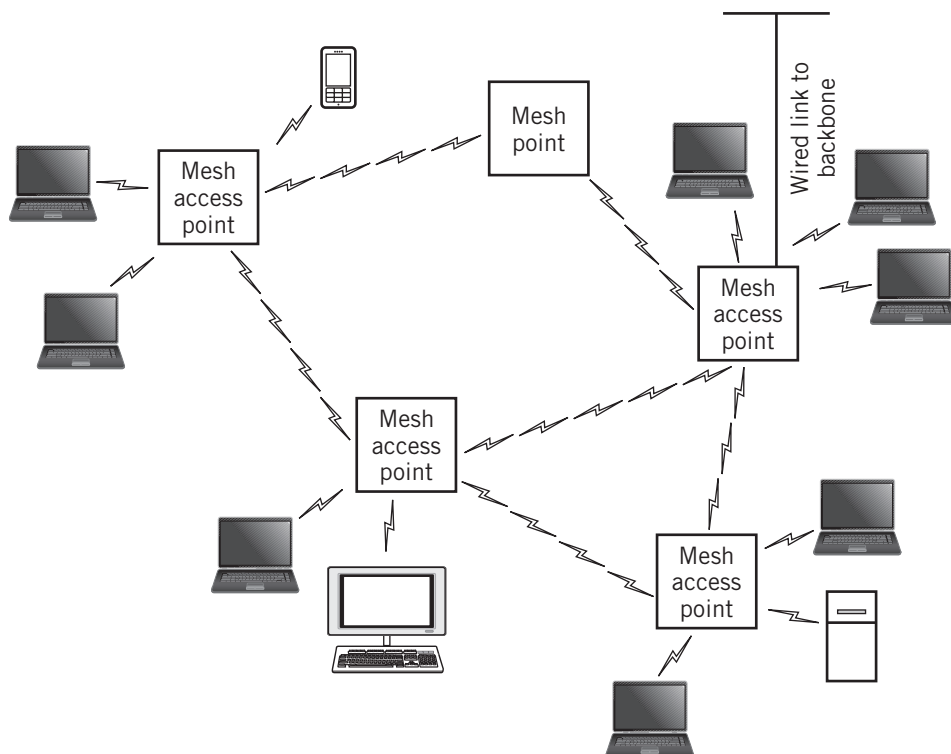 Mesh
point
Wired link to
backbone
Mesh
access
point
Mesh
access
point
Mesh
access
point
Mesh
access
point